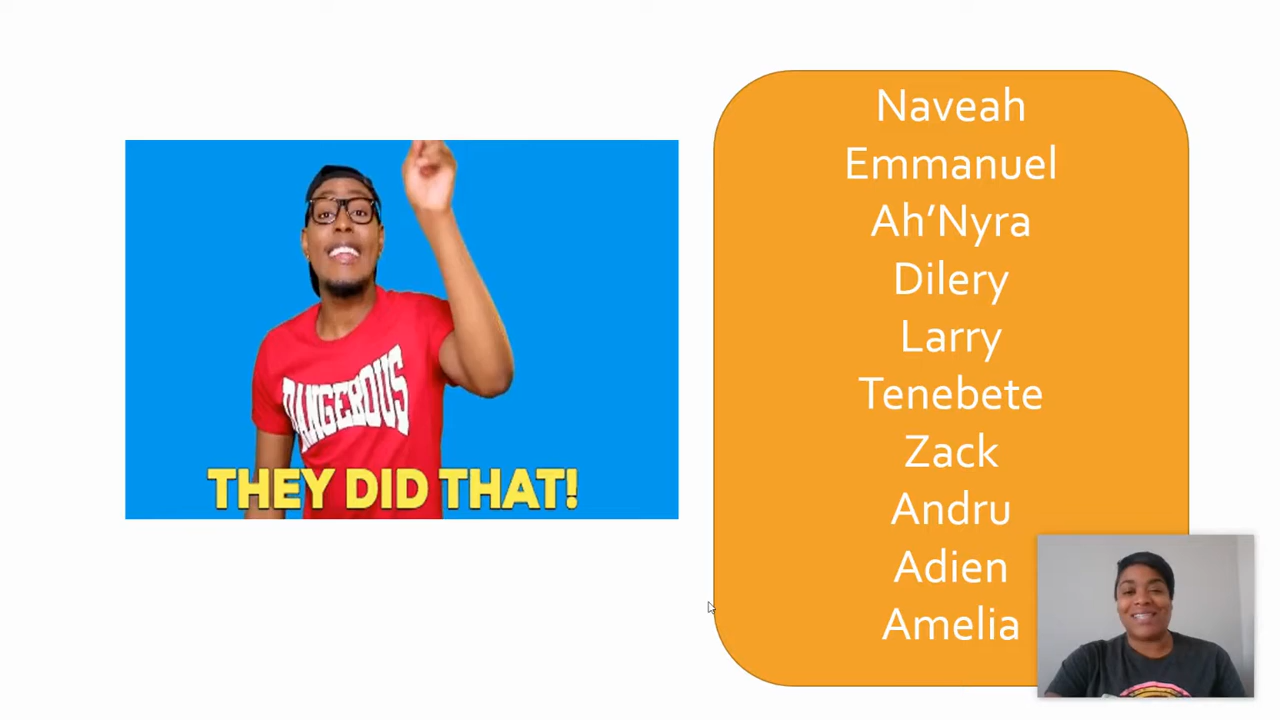 DANGEROUS
THEY DID THAT!
Naveah
Emmanuel
Ah’Nyra
Dilery
Larry
Tenebete
Zack
Andru
Adien
Amelia